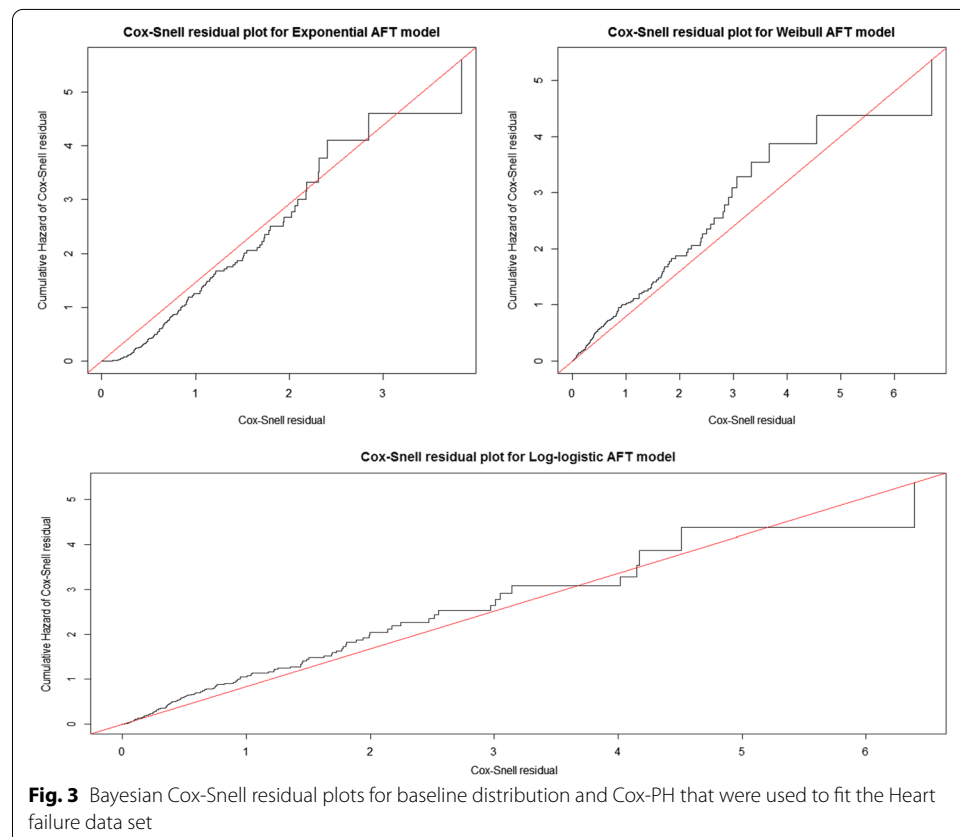 Cox-Snell residual plot for Exponential AFT model
Cumulative Hazard of Cox-Snell residual
5
4
3
2
1
0
0 1 2 3
Cox-Snell residual
Cox-Snell residual plot for Weibull AFT model
Cumulative Hazard of Cox-Snell residual
5
4
3
2
1
0
0 1 2 3 4 5 6
Cox-Snell residual
Cox-Snell residual plot for Log-logistic AFT model
Cumulative Hazard of Cox-Snell residual
5
4
3
2
1
0
0 1 2 3 4 5 6
Cox-Snell residual
Fig. 3 Bayesian Cox-Snell residual plots for baseline distribution and Cox-PH that were used to fit the Heart
failure data set